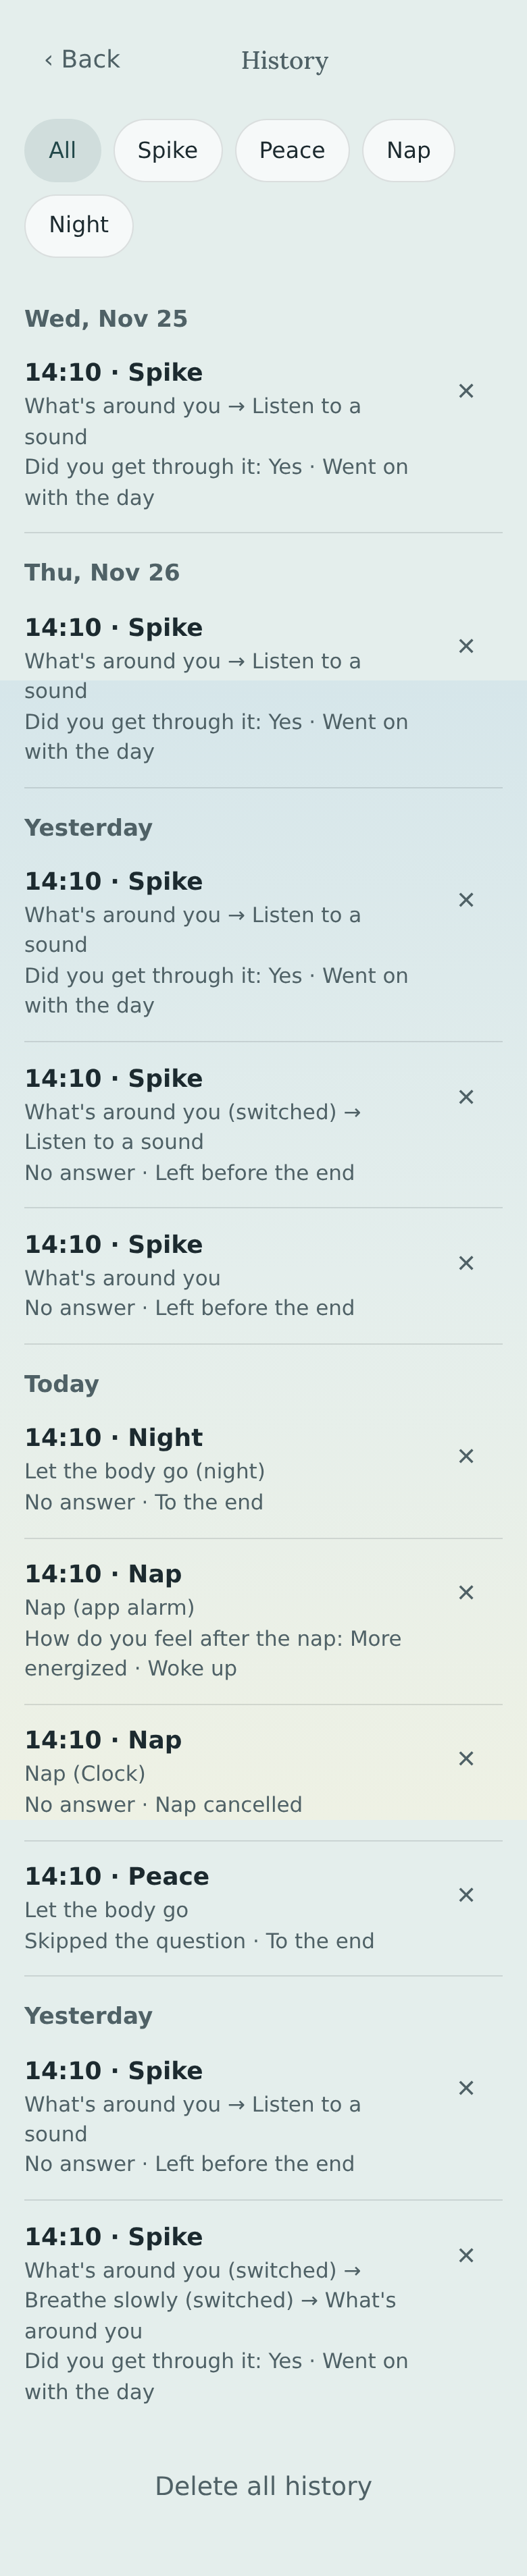 ‹ Back
History
All
Spike
Peace
Nap
Night
Wed, Nov 25
14:10 · Spike
✕
What's around you → Listen to a
sound
Did you get through it: Yes · Went on
with the day
Thu, Nov 26
14:10 · Spike
✕
What's around you → Listen to a
sound
Did you get through it: Yes · Went on
with the day
Yesterday
14:10 · Spike
✕
What's around you → Listen to a
sound
Did you get through it: Yes · Went on
with the day
14:10 · Spike
✕
What's around you (switched) →
Listen to a sound
No answer · Left before the end
14:10 · Spike
✕
What's around you
No answer · Left before the end
Today
14:10 · Night
✕
Let the body go (night)
No answer · To the end
14:10 · Nap
✕
Nap (app alarm)
How do you feel after the nap: More
energized · Woke up
14:10 · Nap
✕
Nap (Clock)
No answer · Nap cancelled
14:10 · Peace
✕
Let the body go
Skipped the question · To the end
Yesterday
14:10 · Spike
✕
What's around you → Listen to a
sound
No answer · Left before the end
14:10 · Spike
✕
What's around you (switched) →
Breathe slowly (switched) → What's
around you
Did you get through it: Yes · Went on
with the day
Delete all history